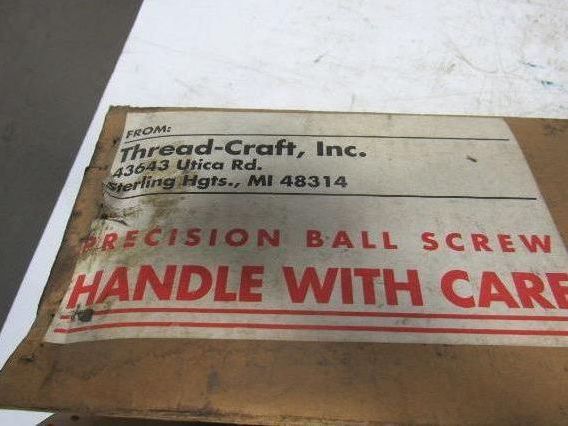 FROM:
Thread-Craft, Inc.
43643 Utica Rd.
Sterling Hgts., MI 48314
PRECISION BALL SCREW
HANDLE WITH CARE